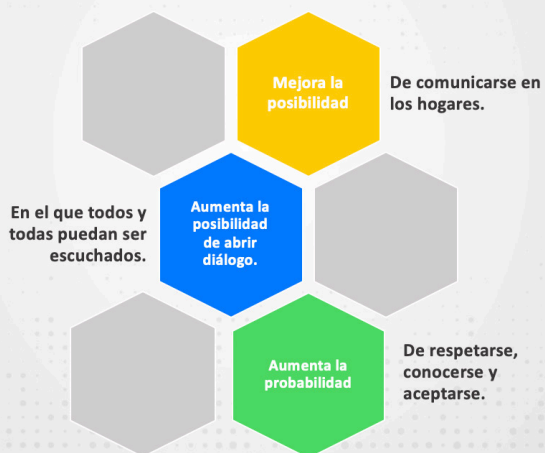 Mejora la
posibilidad
De comunicarse en
los hogares.
En el que todos y
todas puedan ser
escuchados.
Aumenta la
posibilidad
de abrir
diálogo.
Aumenta la
probabilidad
De respetarse,
conocerse y
aceptarse.